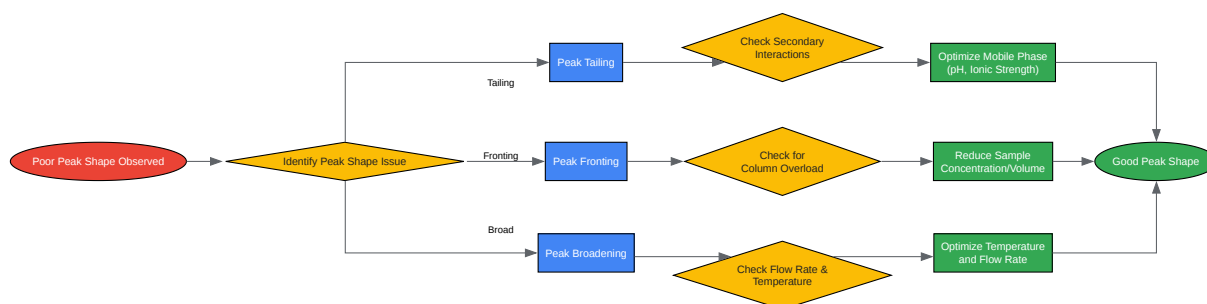 Check Secondary
Interactions
Peak Tailing
Optimize Mobile Phase
(pH, Ionic Strength)
Tailing
Poor Peak Shape Observed
Identify Peak Shape Issue
Fronting
Peak Fronting
Check for
Column Overload
Reduce Sample
Concentration/Volume
Good Peak Shape
Broad
Peak Broadening
Check Flow Rate &
Temperature
Optimize Temperature
and Flow Rate